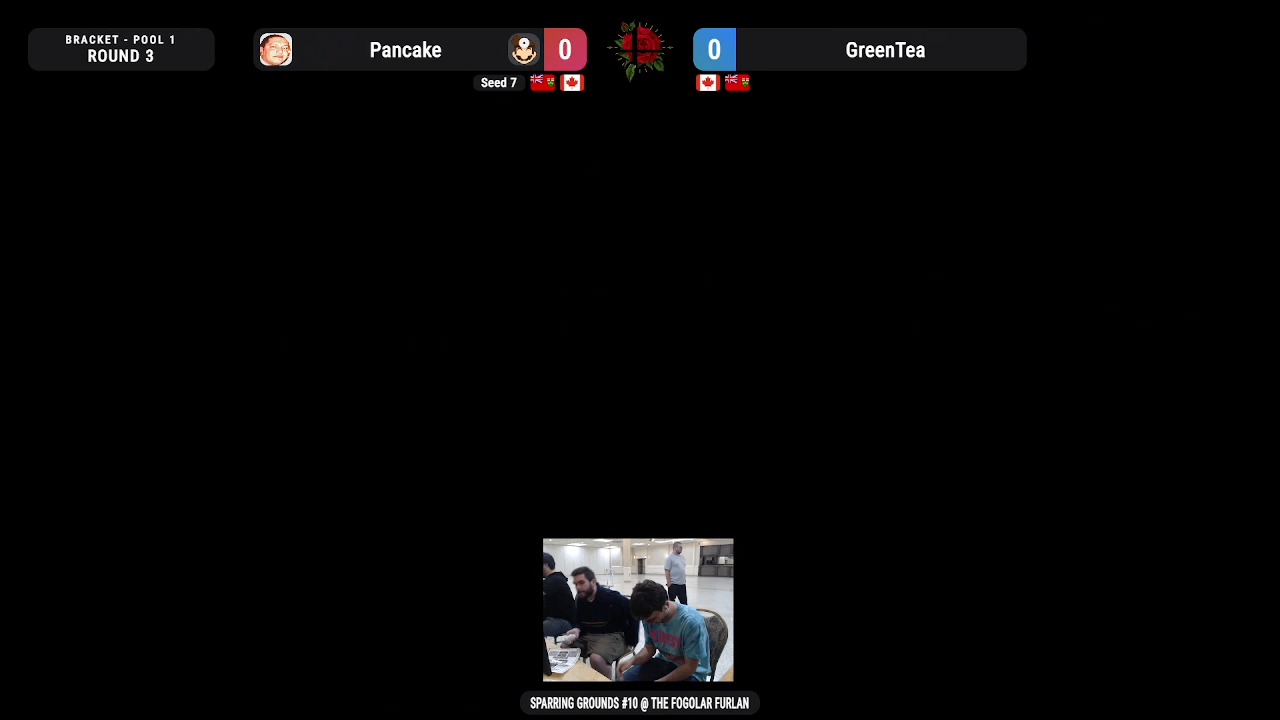 BRACKET - POOL 1
ROUND 3
Pancake
0
0
GreenTea
Seed 7
SPARRING GROUNDS #10 @ THE FOGOLAR FURLAN